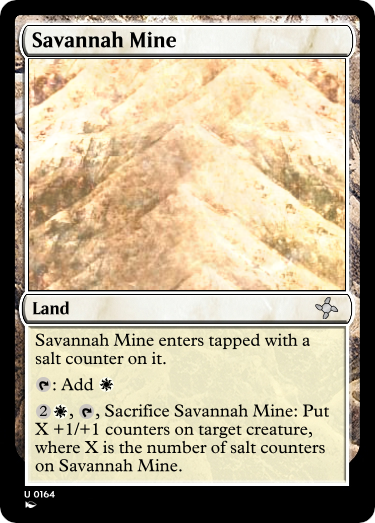 Savannah Mine
Land
Savannah Mine enters tapped with a
salt counter on it.
: Add
2 , , Sacrifice Savannah Mine: Put
X +1/+1 counters on target creature,
where X is the number of salt counters
on Savannah Mine.
U 0164